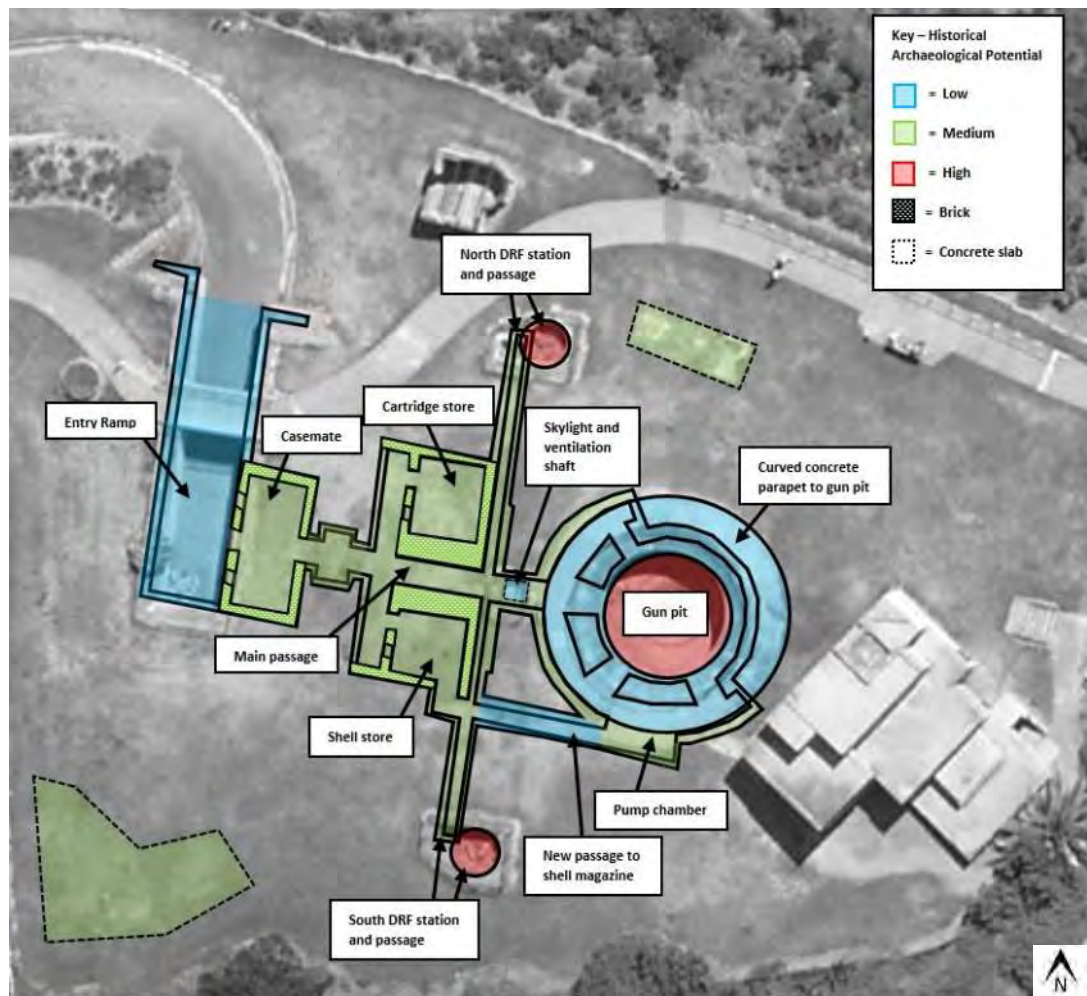 Key – Historical
Archaeological Potential
= Low
= Medium
= High
= Brick
= Concrete slab
North DRF station
and passage
Cartridge store
Skylight and
ventilation
shaft
Entry Ramp
Casemate
Curved concrete
parapet to gun pit
Gun pit
Main passage
Shell store
Pump chamber
New passage to
shell magazine
South DRF station
and passage
N